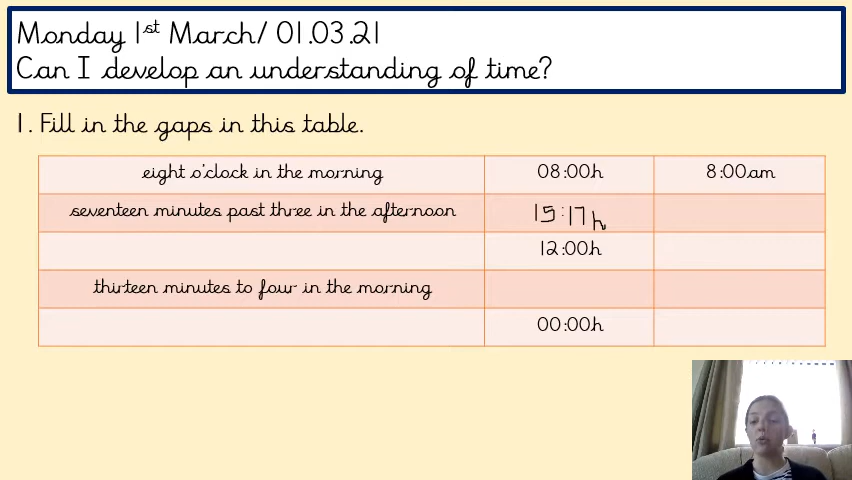 Monday 1st March/ 01.03.21
Can I develop an understanding of time?
1. Fill in the gaps in this table.
eight o'clock in the morning 08:00h 8:00am
seventeen minutes past three in the afternoon 15:17h
12:00h
thirteen minutes to four in the morning
00:00h